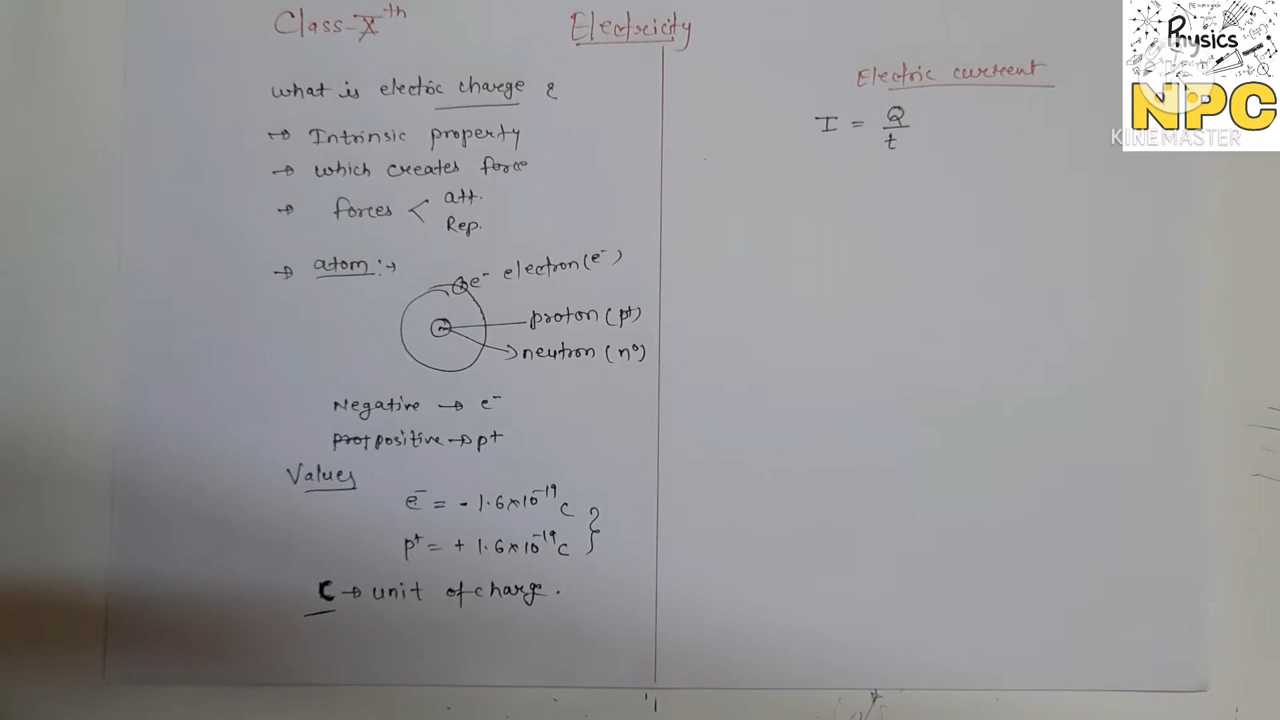 Class-Xth
Electricity
what is electric charge ?
→ Intrinsic property
→ which creates force
→ forces < att.
Rep.
→ atom:→
e⁻ electron(e⁻)
proton (p⁺)
neutron (n⁰)
Negative → e⁻
positive → p+
Values
e⁻ = - 1.6×10⁻¹⁹ C
p⁺ = + 1.6×10⁻¹⁹ C
C → unit of charge.
Electric current
I = Q/t
Physics
NPC
KINEMASTER